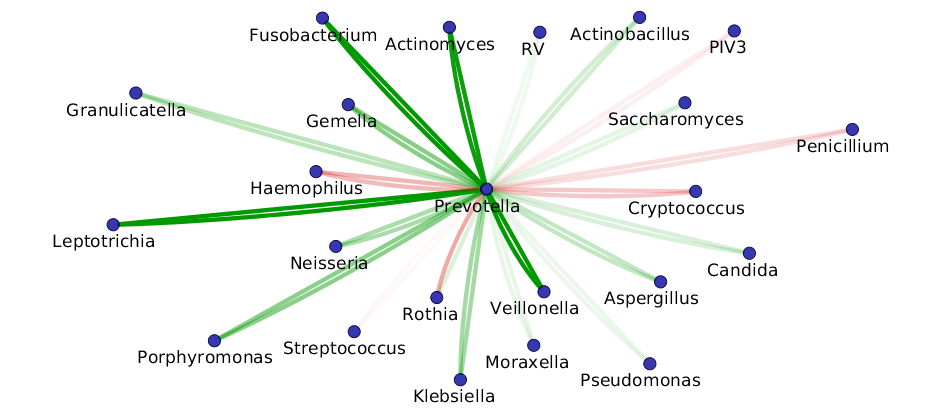 Fusobacterium
Actinomyces
RV
Actinobacillus
PIV3
Granulicatella
Gemella
Saccharomyces
Penicillium
Haemophilus
Prevotella
Cryptococcus
Leptotrichia
Neisseria
Candida
Rothia
Veillonella
Aspergillus
Porphyromonas
Streptococcus
Moraxella
Pseudomonas
Klebsiella